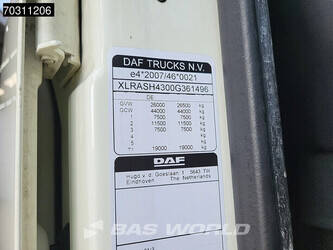 70311206
DAF TRUCKS N.V.
e4*2007/46*0021
XLRASH4300G361496
DE
GVW 26000 26500 kg
GCW 44000 44000 kg
1 7500 7500 kg
2 11500 11500 kg
3 7500 7500 kg
4 kg
5 kg
T1 19000 19000 kg
DAF
Hugo v. d. Goeslaan 1 5643 TW
Eindhoven The Netherlands
BAS WORLD